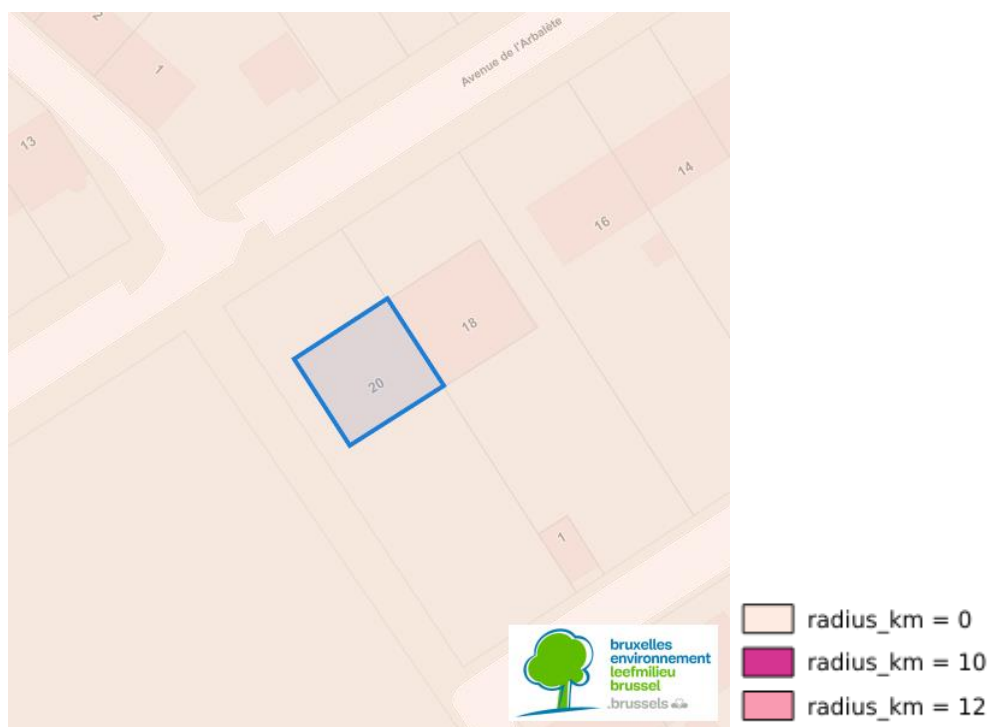 2
1
Avenue de l'Arbalète
13
14
16
18
20
1
bruxelles
environnement
leefmilieu
brussel
.brussels
radius_km = 0
radius_km = 10
radius_km = 12